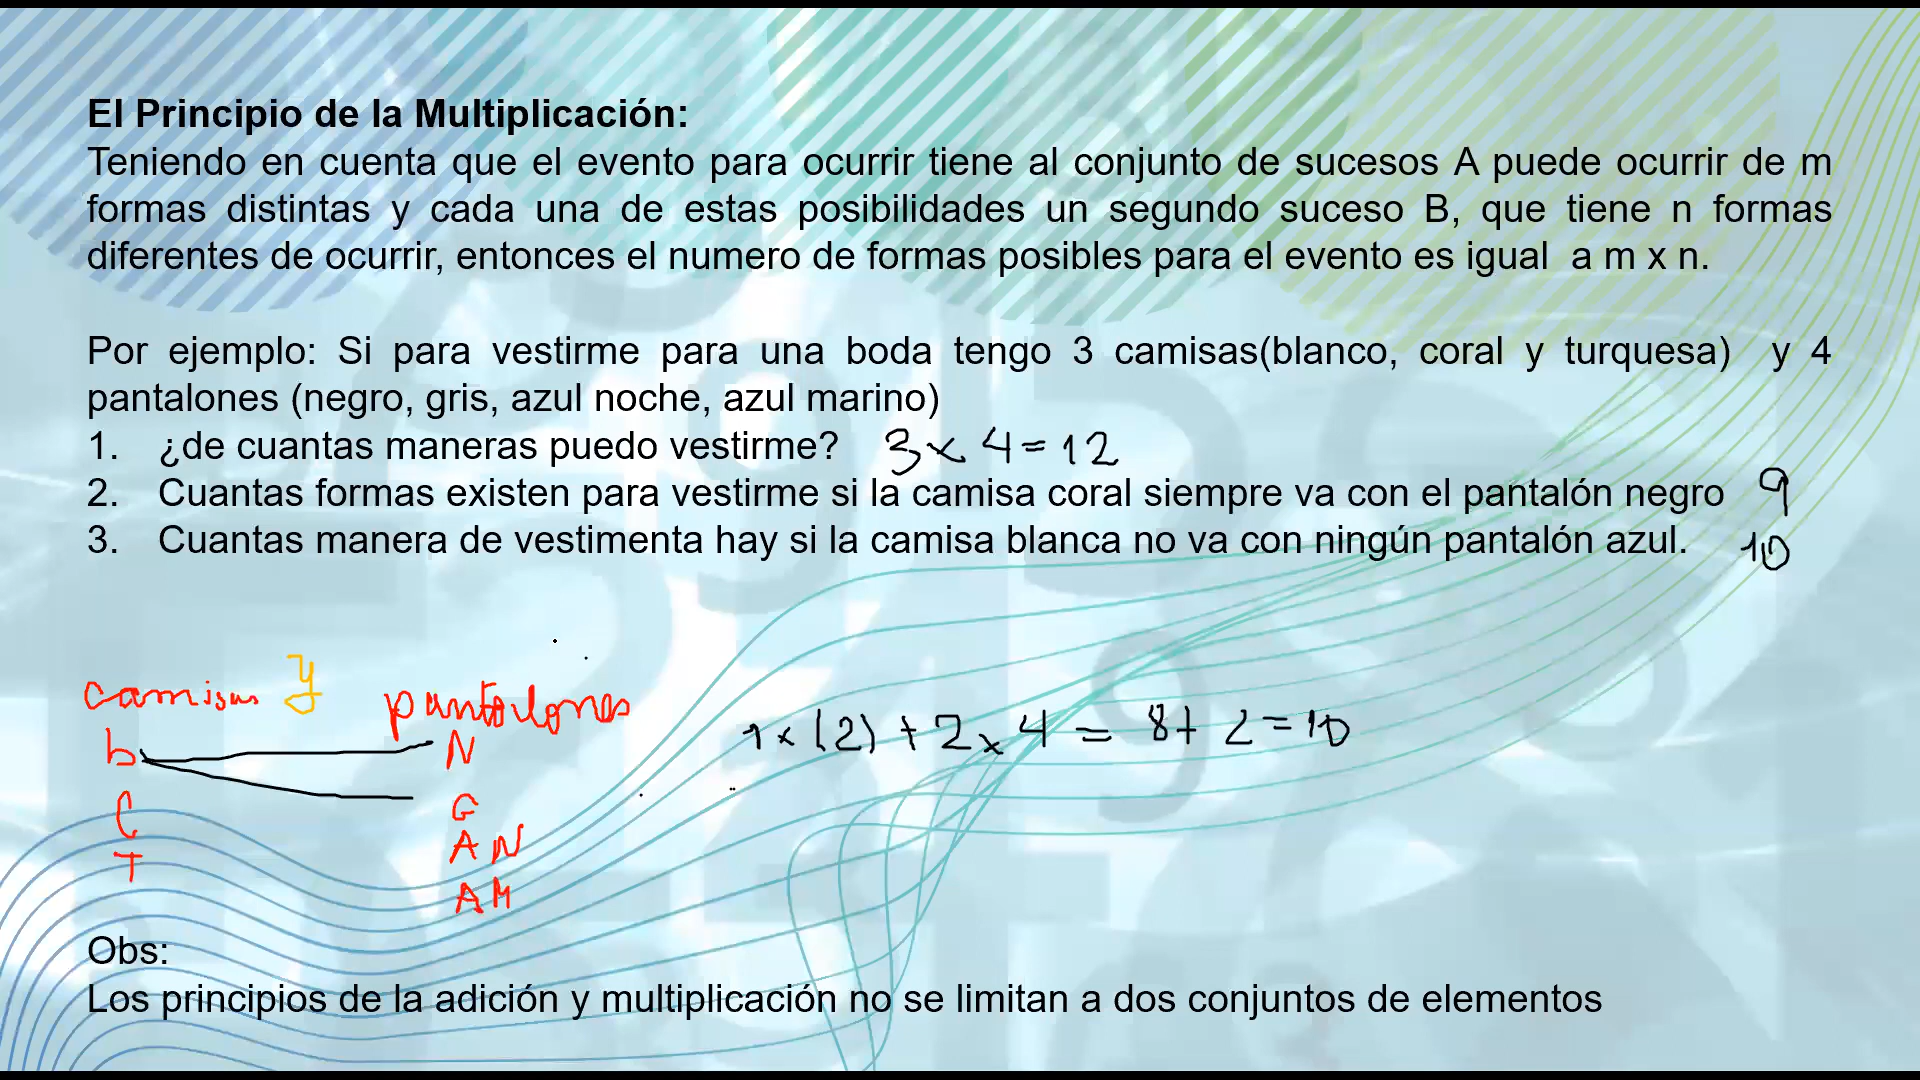 El Principio de la Multiplicación:
Teniendo en cuenta que el evento para ocurrir tiene al conjunto de sucesos A puede ocurrir de m
formas distintas y cada una de estas posibilidades un segundo suceso B, que tiene n formas
diferentes de ocurrir, entonces el numero de formas posibles para el evento es igual a m x n.
Por ejemplo: Si para vestirme para una boda tengo 3 camisas(blanco, coral y turquesa) y 4
pantalones (negro, gris, azul noche, azul marino)
1. ¿de cuantas maneras puedo vestirme? 3 x 4 = 12
2. Cuantas formas existen para vestirme si la camisa coral siempre va con el pantalón negro 9
3. Cuantas manera de vestimenta hay si la camisa blanca no va con ningún pantalón azul. 10
camisas y pantalones
b N
C G
T A N
A M
1 x (2) + 2 x 4 = 8 + 2 = 10
Obs:
Los principios de la adición y multiplicación no se limitan a dos conjuntos de elementos